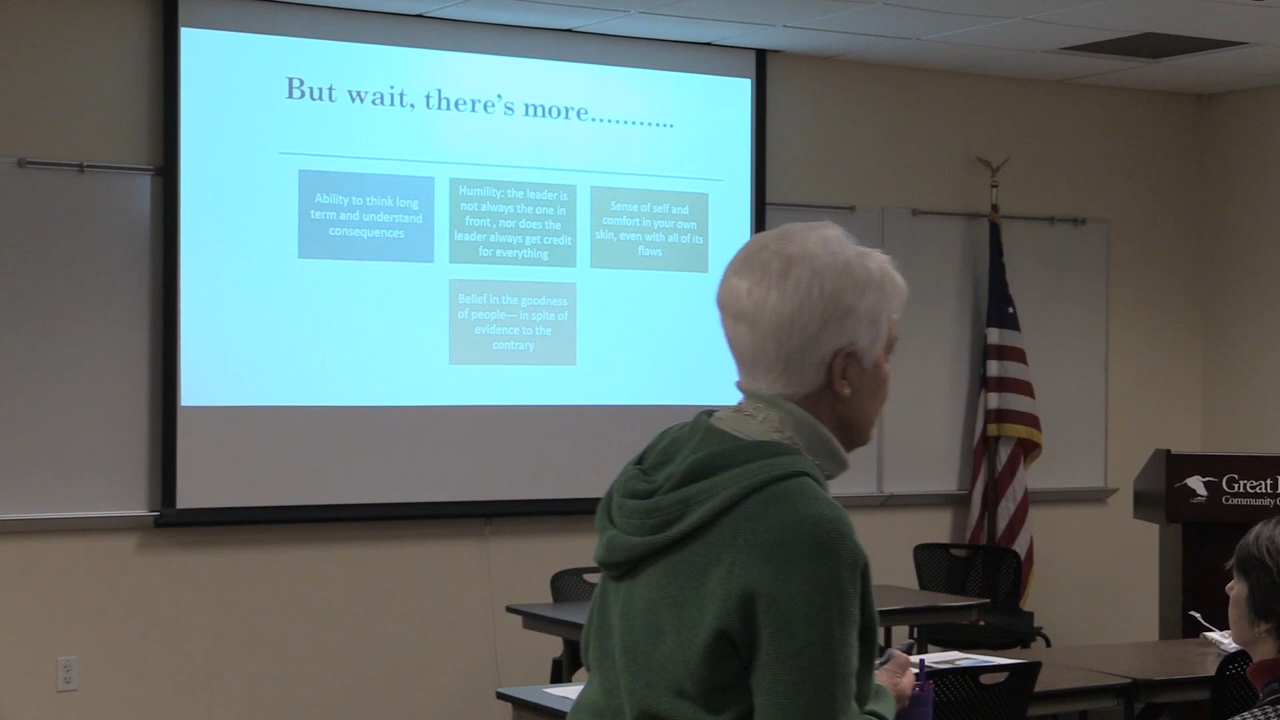 But wait, there's more...........
Ability to think long
term and understand
consequences
Humility: the leader is
not always the one in
front , nor does the
leader always get credit
for everything
Sense of self and
comfort in your own
skin, even with all of its
flaws
Belief in the goodness
of people— in spite of
evidence to the
contrary
Great
Community